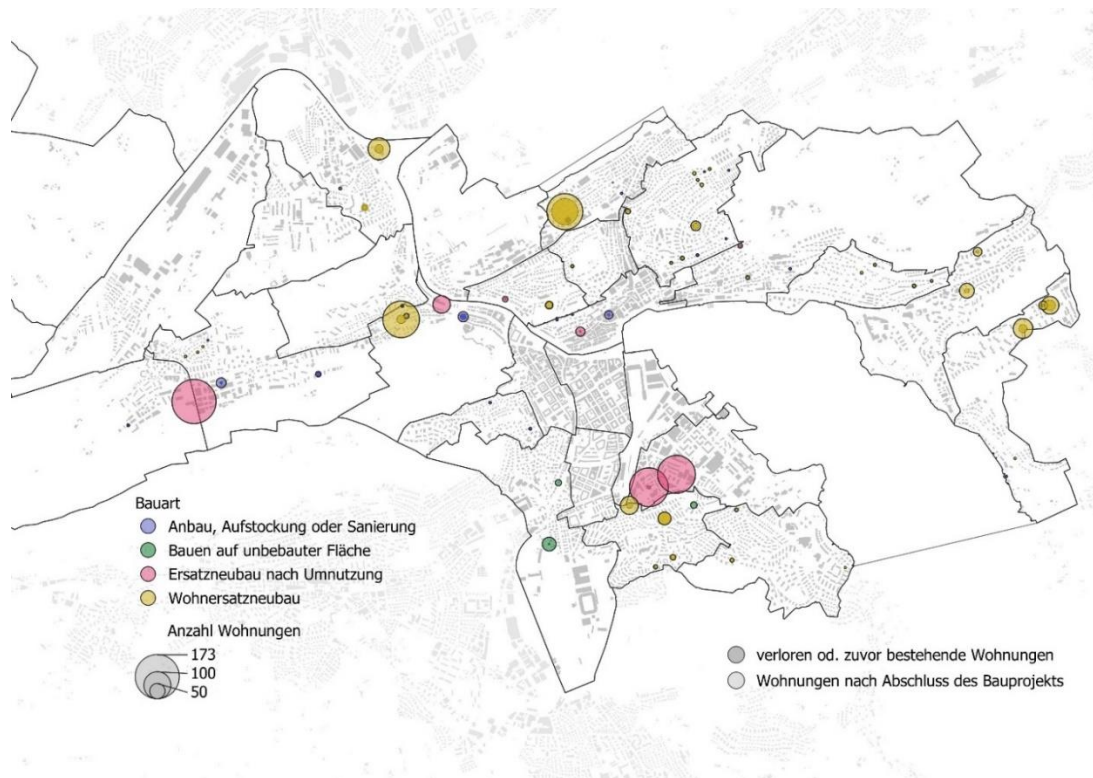 Bauart
Anbau, Aufstockung oder Sanierung
Bauen auf unbebauter Fläche
Ersatzneubau nach Umnutzung
Wohnersatzneubau
Anzahl Wohnungen
173
100
50
verloren od. zuvor bestehende Wohnungen
Wohnungen nach Abschluss des Bauprojekts